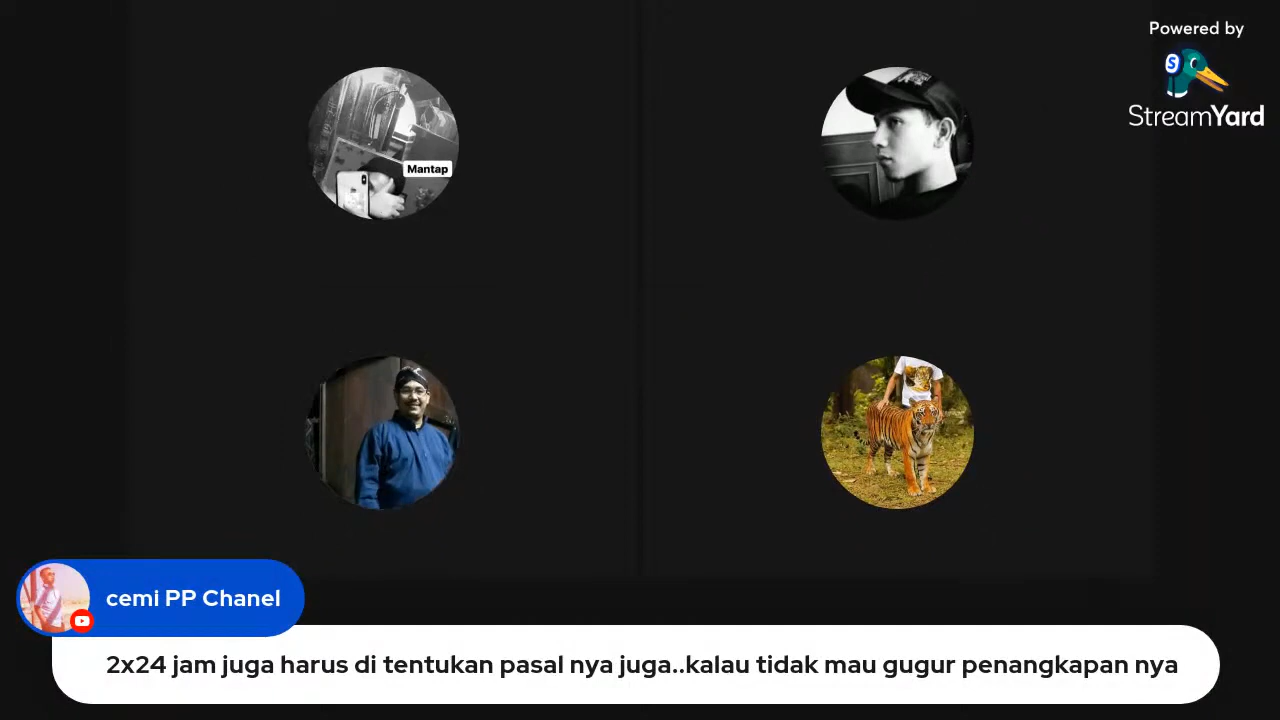 Powered by
StreamYard
Mantap
cemi PP Chanel
2x24 jam juga harus di tentukan pasal nya juga..kalau tidak mau gugur penangkapan nya